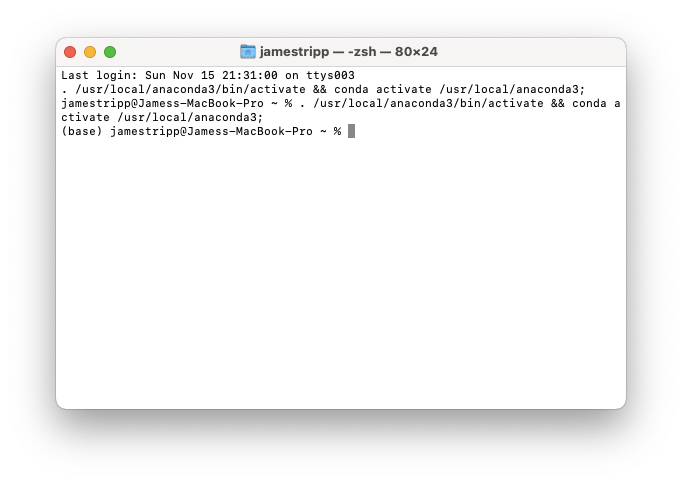 jamestripp — -zsh — 80×24
Last login: Sun Nov 15 21:31:00 on ttys003
. /usr/local/anaconda3/bin/activate && conda activate /usr/local/anaconda3;
jamestripp@Jamess-MacBook-Pro ~ % . /usr/local/anaconda3/bin/activate && conda a
ctivate /usr/local/anaconda3;
(base) jamestripp@Jamess-MacBook-Pro ~ %